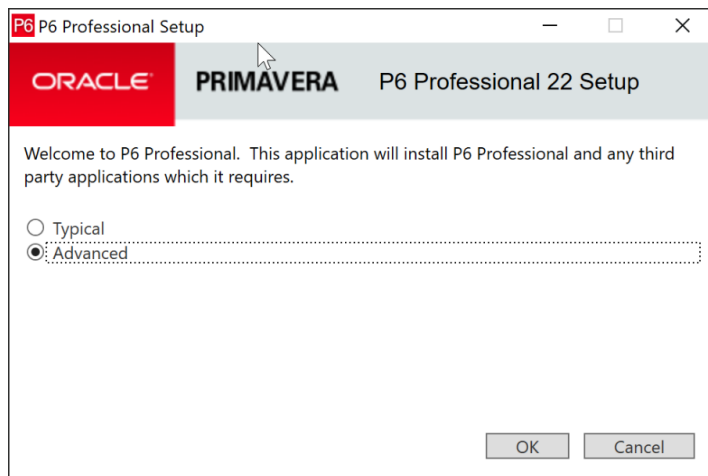 P6 P6 Professional Setup
ORACLE PRIMAVERA P6 Professional 22 Setup
Welcome to P6 Professional. This application will install P6 Professional and any third
party applications which it requires.
Typical
Advanced
OK Cancel